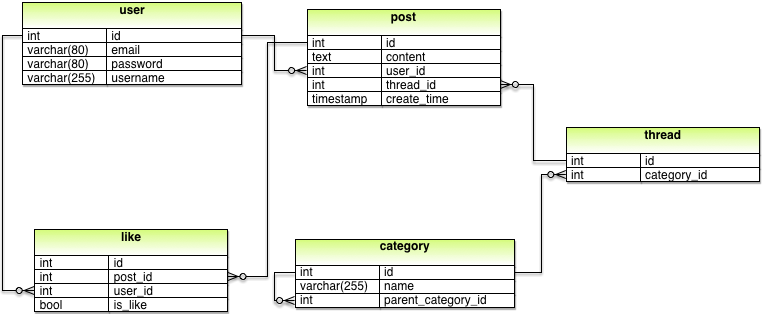 user
int id
varchar(80) email
varchar(80) password
varchar(255) username
post
int id
text content
int user_id
int thread_id
timestamp create_time
thread
int id
int category_id
like
int id
int post_id
int user_id
bool is_like
category
int id
varchar(255) name
int parent_category_id